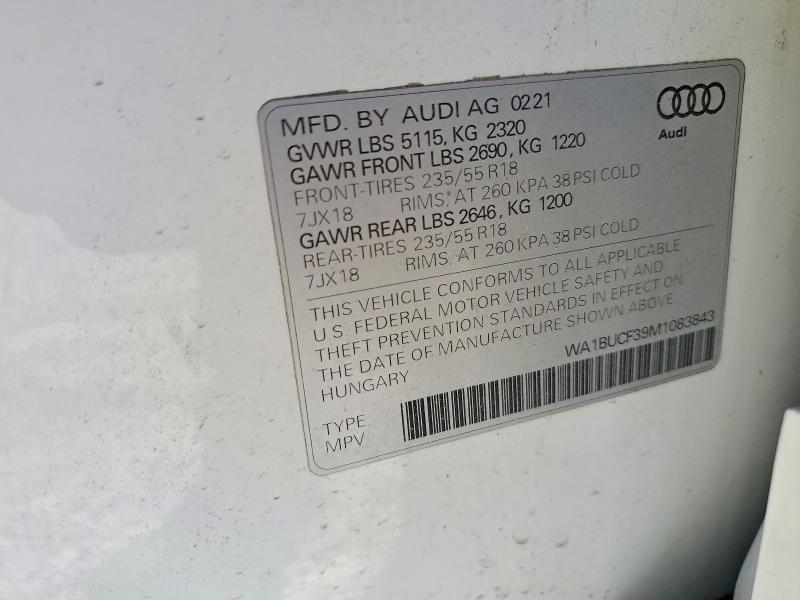 MFD. BY AUDI AG 0221
GVWR LBS 5115, KG 2320
GAWR FRONT LBS 2690, KG 1220
FRONT-TIRES 235/55 R18
7JX18 RIMS, AT 260 KPA 38 PSI COLD
GAWR REAR LBS 2646, KG 1200
REAR-TIRES 235/55 R18
7JX18 RIMS, AT 260 KPA 38 PSI COLD
Audi
THIS VEHICLE CONFORMS TO ALL APPLICABLE
U.S. FEDERAL MOTOR VEHICLE SAFETY AND
THEFT PREVENTION STANDARDS IN EFFECT ON
THE DATE OF MANUFACTURE SHOWN ABOVE.
HUNGARY
WA1BUCF39M1083843
TYPE
MPV